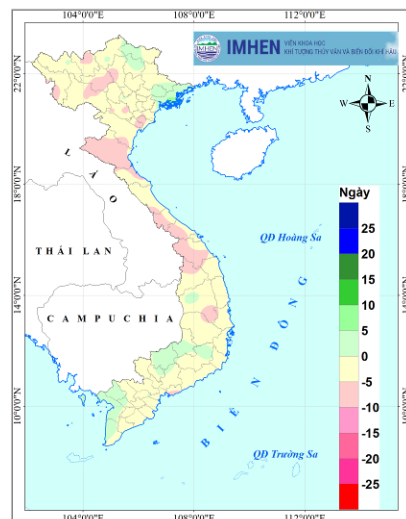 104°0'0"E
108°0'0"E
112°0'0"E
IMHEN
VIỆN KHOA HỌC
KHÍ TƯỢNG THỦY VĂN VÀ BIẾN ĐỔI KHÍ HẬU
N
W E
S
22°0'0"N
18°0'0"N
14°0'0"N
10°0'0"N
LÀO
THÁI LAN
CAMPUCHIA
QĐ Hoàng Sa
BIỂN ĐÔNG
QĐ Trường Sa
Ngày
25
20
15
10
5
0
-5
-10
-15
-20
-25
104°0'0"E
108°0'0"E
112°0'0"E